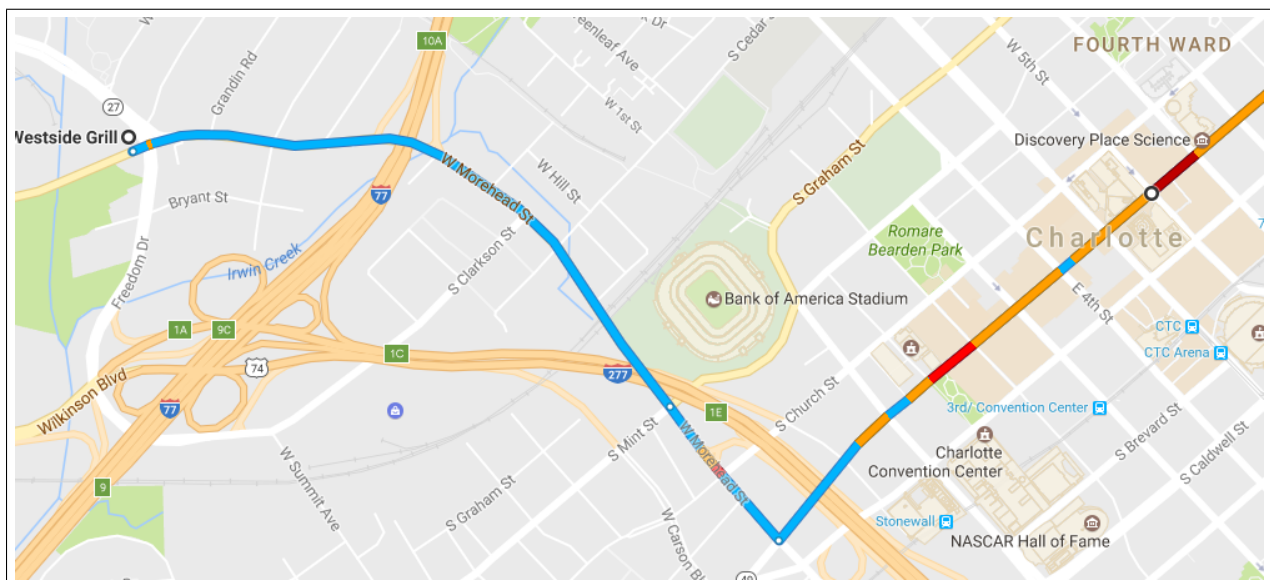 10A
Greenleaf Ave
S Cedar St
W 5th St
FOURTH WARD
27
Grandin Rd
W 1st St
Westside Grill
Discovery Place Science
W Morehead St
W Hill St
S Graham St
77
Bryant St
Romare
Bearden Park
Charlotte
Irwin Creek
S Clarkson St
Freedom Dr
E 4th St
Bank of America Stadium
1A
9C
CTC
1C
CTC Arena
74
277
Wilkinson Blvd
77
1E
S Church St
3rd/ Convention Center
S Mint St
S Brevard St
W Morehead St
Charlotte
Convention Center
S Caldwell St
W Summit Ave
9
S Graham St
W Carson Bl
Stonewall
NASCAR Hall of Fame
49